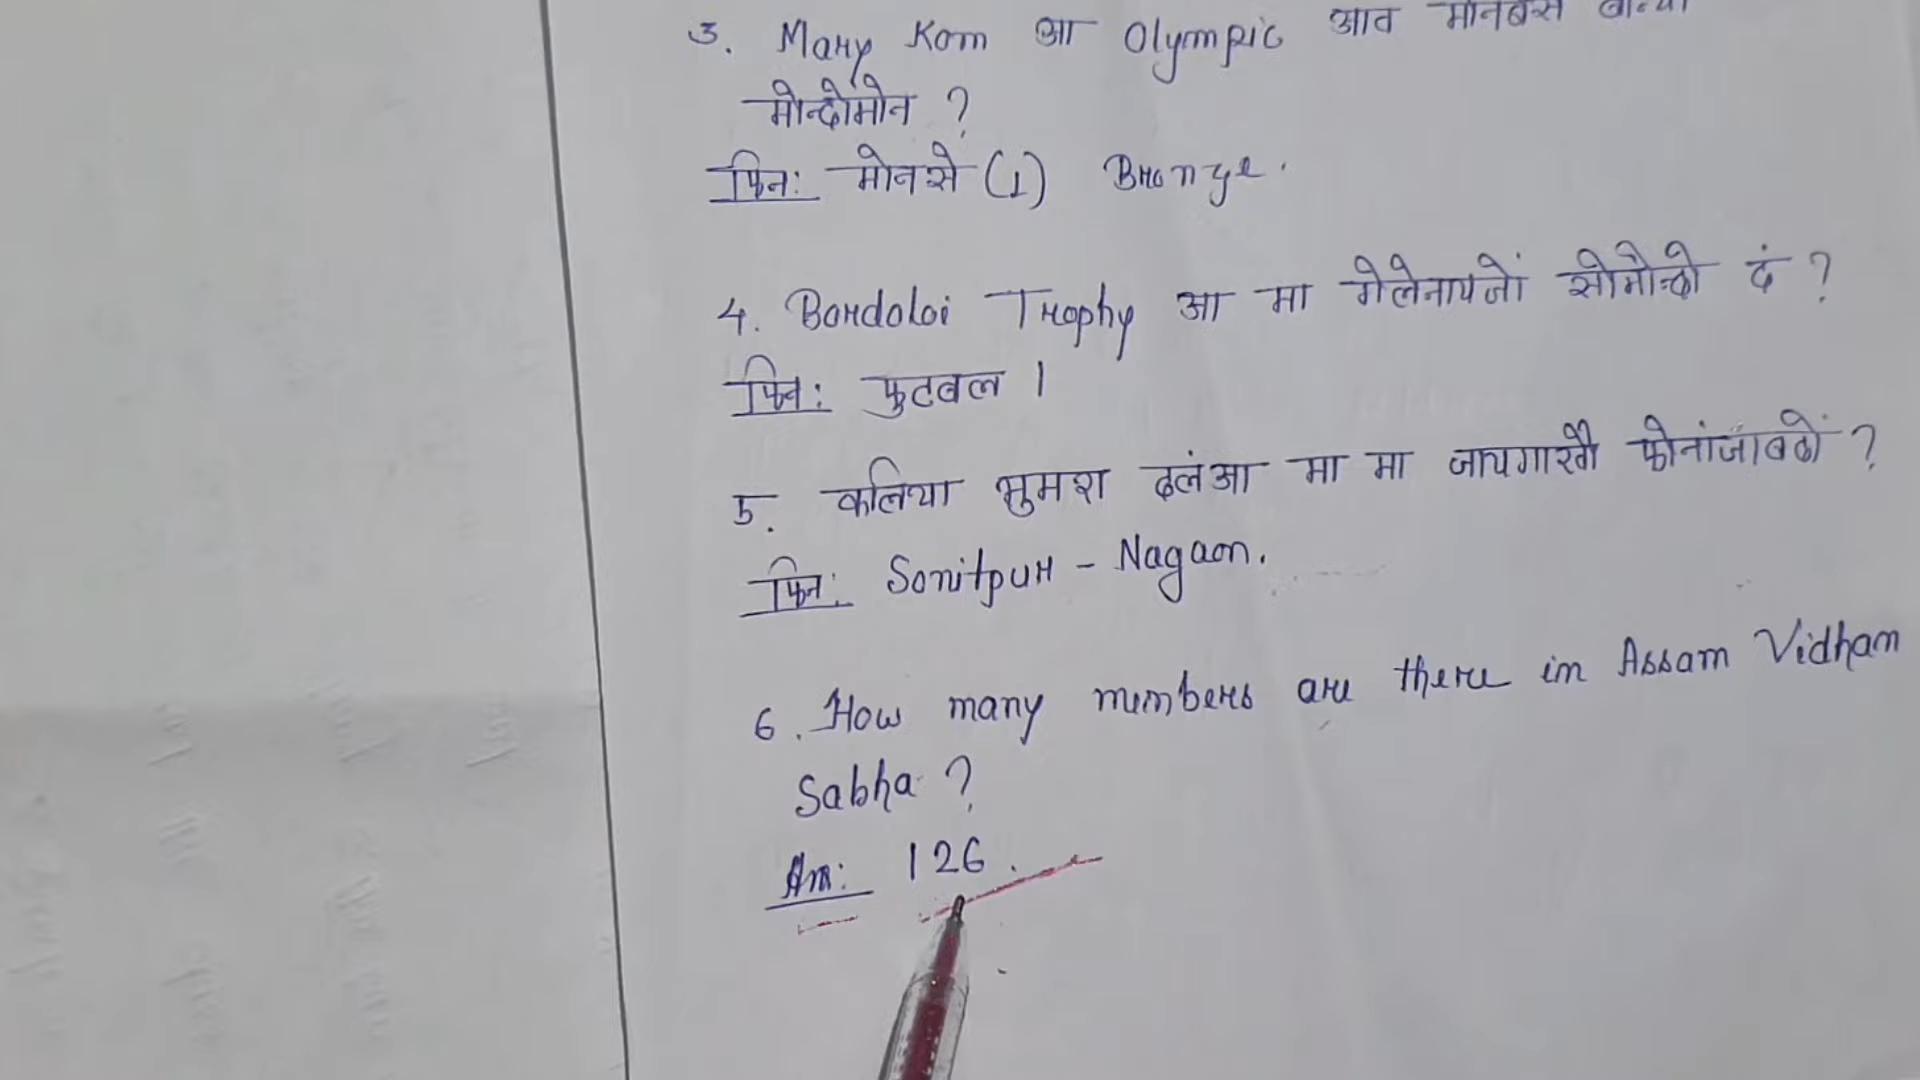 3. Mary Kom आ Olympic आव मानबसे
मोन्दोंमोन ?
फिन: मोनसे (1) Bronze.
4. Bordoloi Trophy आ मा गेलेनायजों सोमोन्दो दं ?
फिन: फुटबल ।
5. कलिया भुमरा दलंआ मा मा जायगाखौ फोनांजाबदों ?
फिन: Sonitpur - Nagaon.
6. How many members are there in Assam Vidhan
Sabha ?
Ans: 126.